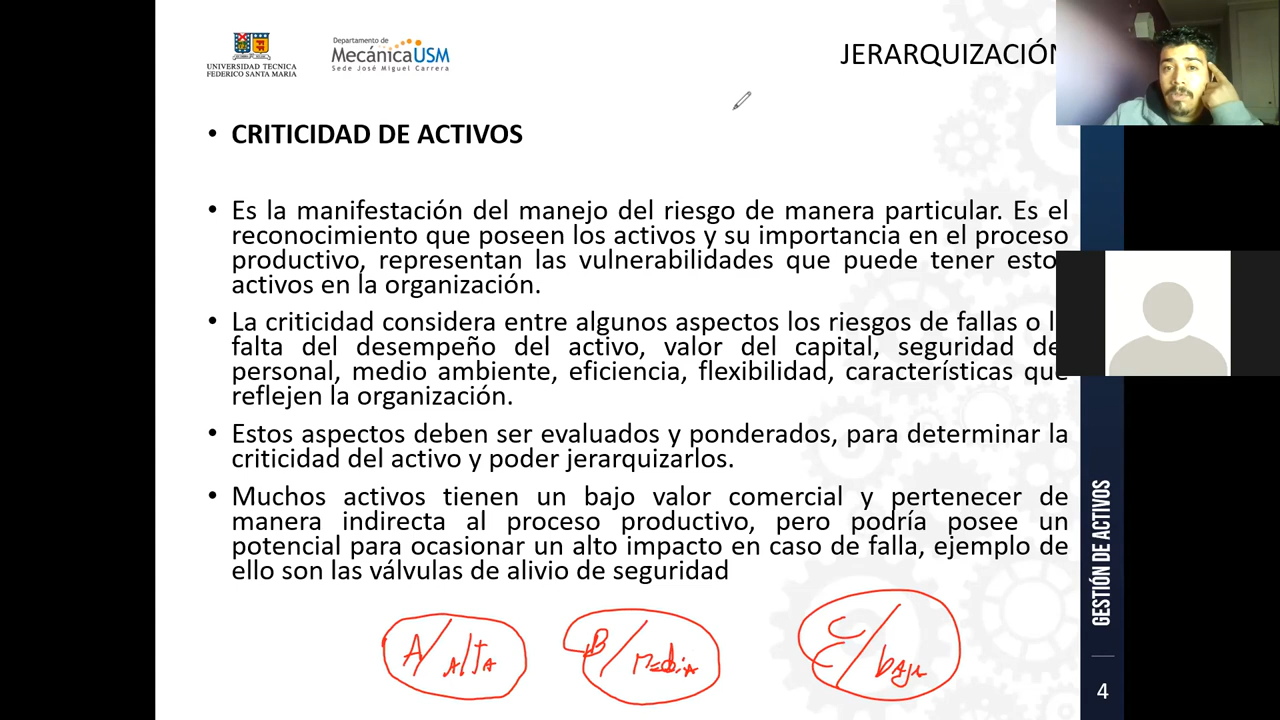 UNIVERSIDAD TECNICA
FEDERICO SANTA MARIA
Departamento de
MecánicaUSM
Sede José Miguel Carrera
JERARQUIZACIÓN
• CRITICIDAD DE ACTIVOS
• Es la manifestación del manejo del riesgo de manera particular. Es el
reconocimiento que poseen los activos y su importancia en el proceso
productivo, representan las vulnerabilidades que puede tener esto
activos en la organización.
• La criticidad considera entre algunos aspectos los riesgos de fallas o l
falta del desempeño del activo, valor del capital, seguridad de
personal, medio ambiente, eficiencia, flexibilidad, características que
reflejen la organización.
• Estos aspectos deben ser evaluados y ponderados, para determinar la
criticidad del activo y poder jerarquizarlos.
• Muchos activos tienen un bajo valor comercial y pertenecer de
manera indirecta al proceso productivo, pero podría posee un
potencial para ocasionar un alto impacto en caso de falla, ejemplo de
ello son las válvulas de alivio de seguridad
A/AltA
B/MediA
C/bAja
GESTIÓN DE ACTIVOS
4